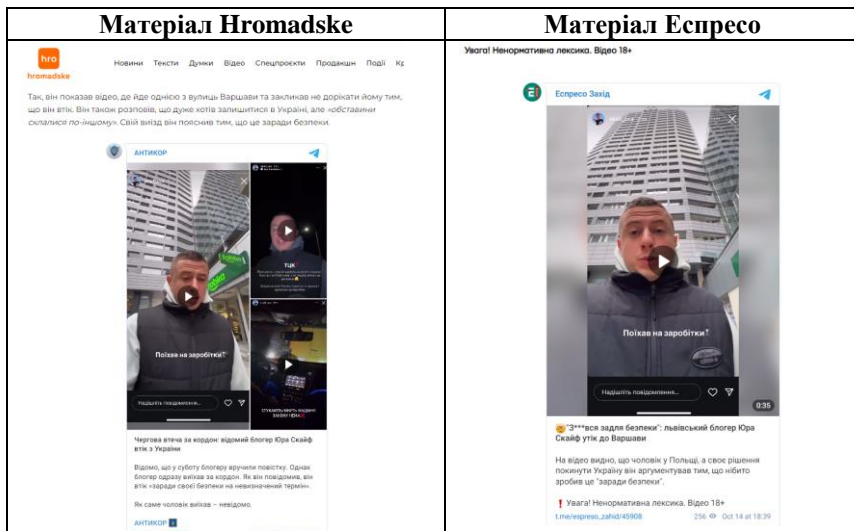 Матеріал Hromadske
Матеріал Еспресо
hro
hromadske
Новини Тексти Думки Відео Спецпроєкти Продакшн Події Кр
Так, він показав відео, де йде однією з вулиць Варшави та закликав не дорікати йому тим,
що він втік. Він також розповів, що дуже хотів залишитися в Україні, але «обставини
склалися по-іншому». Свій виїзд він пояснив тим, що це заради безпеки.
АНТИКОР
ТЦК
Поїхав на заробітки
Надішліть повідомлення...
Чергова втеча за кордон: відомий блогер Юра Скайф
втік з України
Відомо, що у суботу блогеру вручили повістку. Однак
блогер одразу виїхав за кордон. Як він повідомив, він
втік «заради своєї безпеки на невизначений термін».
Як саме чоловік виїхав – невідомо.
АНТИКОР
Увага! Ненормативна лексика. Відео 18+
Еспресо Захід
Поїхав на заробітки
Надішліть повідомлення...
0:35
"З***вся задля безпеки": львівський блогер Юра
Скайф утік до Варшави
На відео видно, що чоловік у Польщі, а своє рішення
покинути Україну він аргументував тим, що нібито
зробив це "заради безпеки".
Увага! Ненормативна лексика. Відео 18+
t.me/espreso_zahid/45908 256 Oct 14 at 18:39